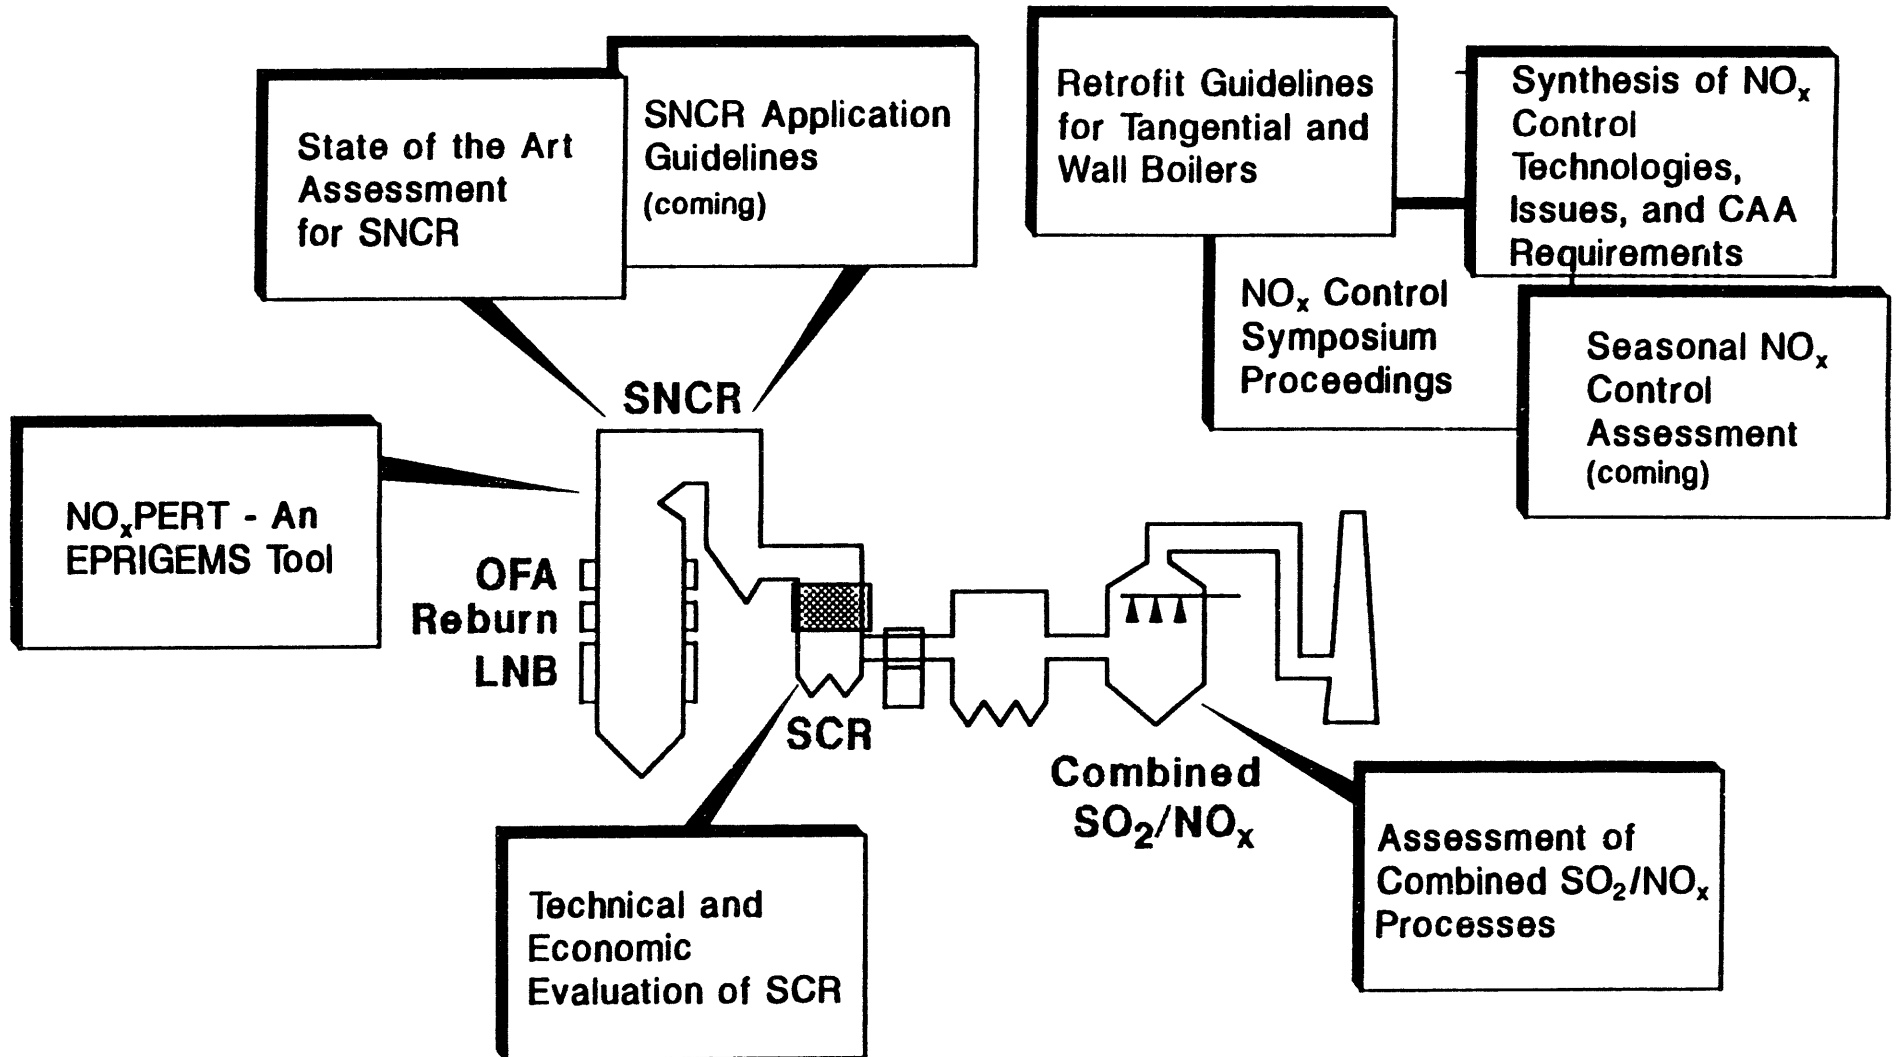 State of the Art
Assessment
for SNCR
SNCR Application
Guidelines
(coming)
Retrofit Guidelines
for Tangential and
Wall Boilers
Synthesis of NOₓ
Control
Technologies,
Issues, and CAA
Requirements
NOₓ Control
Symposium
Proceedings
Seasonal NOₓ
Control
Assessment
(coming)
NOₓPERT - An
EPRIGEMS Tool
SNCR
OFA
Reburn
LNB
SCR
Combined
SO₂/NOₓ
Technical and
Economic
Evaluation of SCR
Assessment of
Combined SO₂/NOₓ
Processes